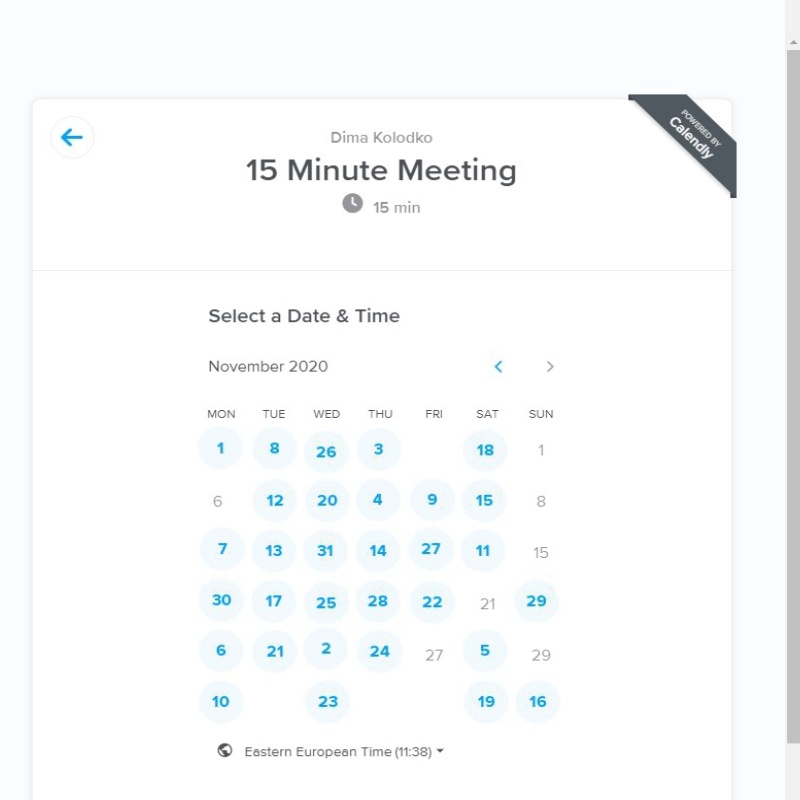 POWERED BY
Calendly
Dima Kolodko
15 Minute Meeting
15 min
Select a Date & Time
November 2020
MON TUE WED THU FRI SAT SUN
1 8 26 3 18 1
6 12 20 4 9 15 8
7 13 31 14 27 11 15
30 17 25 28 22 21 29
6 21 2 24 27 5 29
10 23 19 16
Eastern European Time (11:38)